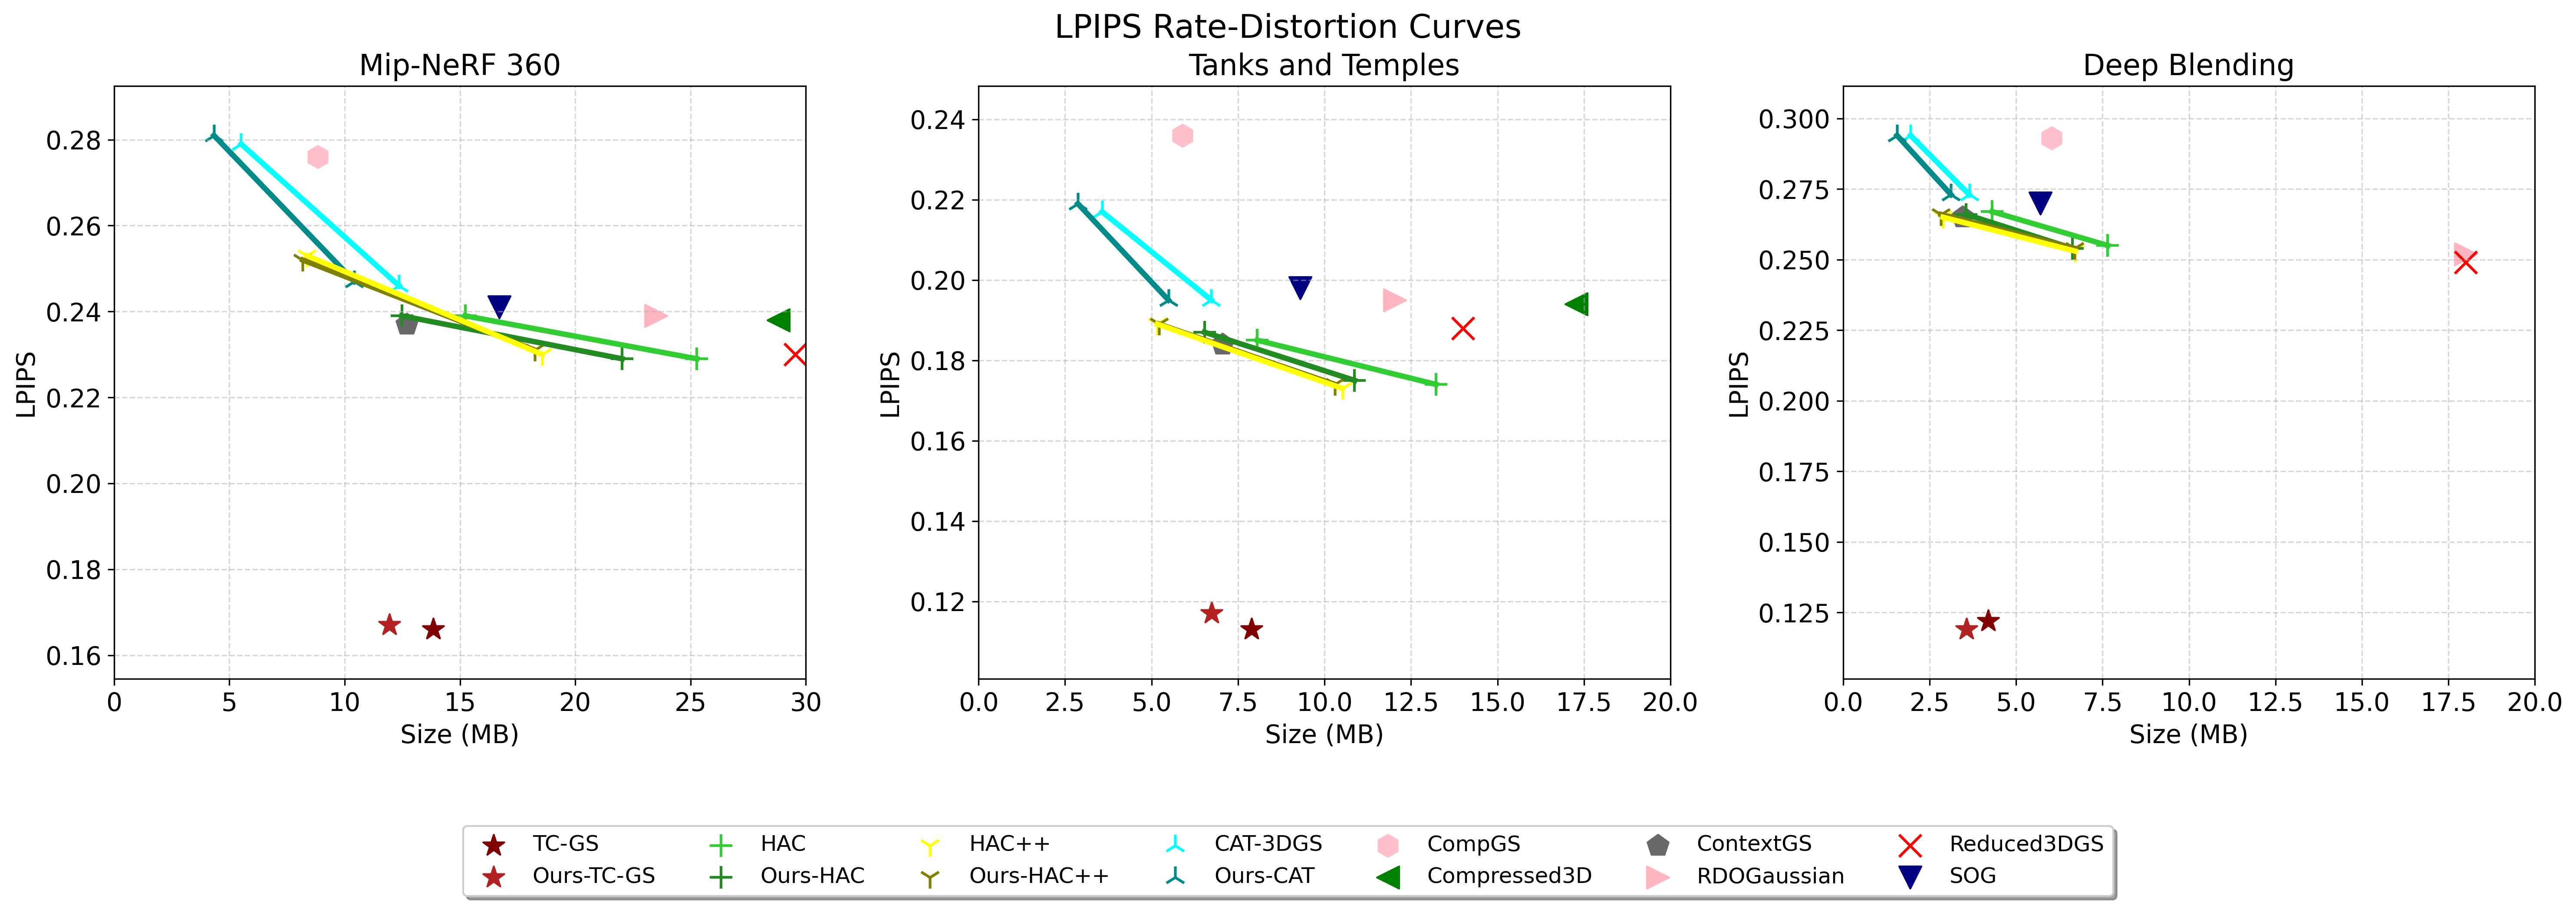 LPIPS Rate-Distortion Curves
Mip-NeRF 360
LPIPS
0.28
0.26
0.24
0.22
0.20
0.18
0.16
0 5 10 15 20 25 30
Size (MB)
Tanks and Temples
LPIPS
0.24
0.22
0.20
0.18
0.16
0.14
0.12
0.0 2.5 5.0 7.5 10.0 12.5 15.0 17.5 20.0
Size (MB)
Deep Blending
LPIPS
0.300
0.275
0.250
0.225
0.200
0.175
0.150
0.125
0.0 2.5 5.0 7.5 10.0 12.5 15.0 17.5 20.0
Size (MB)
TC-GS HAC HAC++ CAT-3DGS CompGS ContextGS Reduced3DGS
Ours-TC-GS Ours-HAC Ours-HAC++ Ours-CAT Compressed3D RDOGaussian SOG